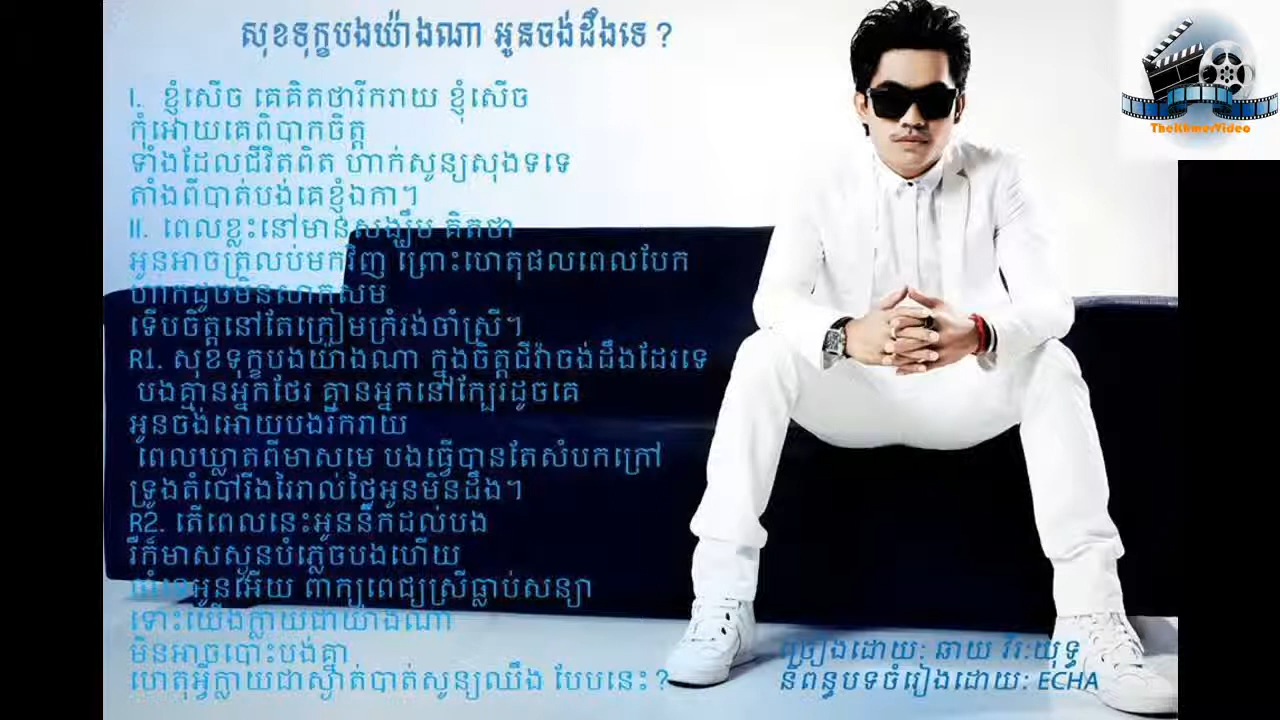 សុខទុក្ខបងយ៉ាងណា អូនចង់ដឹងទេ ?
TheKhmerVideo
I. ខ្ញុំសើច គេគិតថារីករាយ ខ្ញុំសើច
កុំអោយគេពិបាកចិត្ត
ទាំងដែលជីវិតពិត ហាក់សូន្យសុងទទេ
តាំងពីបាត់បង់គេខ្ញុំឯកា។
II. ពេលខ្លះនៅមានសង្ឃឹម គិតថា
អូនអាចត្រលប់មកវិញ ព្រោះហេតុផលពេលបែក
ហាក់ដូចមិនសាកសម
ទើបចិត្តនៅតែក្រៀមក្រំរង់ចាំស្រី។
R1. សុខទុក្ខបងយ៉ាងណា ក្នុងចិត្តជីវ៉ាចង់ដឹងដែរទេ
បងគ្មានអ្នកថែរ គ្មានអ្នកនៅក្បែរដូចគេ
អូនចង់អោយបងរីករាយ
ពេលឃ្លាតពីមាសមេ បងធ្វើបានតែសំបកក្រៅ
ទ្រូងតំបៅរីងរៃរាល់ថ្ងៃអូនមិនដឹង។
R2. តើពេលនេះអូននឹកដល់បង
រឺក៏មាសស្ងួនបំភ្លេចបងហើយ
អូនអើយ ពាក្យពេជ្យស្រីធ្លាប់សន្យា
ទោះយើងក្លាយជាយ៉ាងណា
មិនអាចបោះបង់គ្នា
ហេតុអ្វីក្លាយជាស្ងាត់បាត់សូន្យឈឹង បែបនេះ ?
ច្រៀងដោយ: ឆាយ វីរៈយុទ្ធ
និពន្ធបទចំរៀងដោយ: ECHA